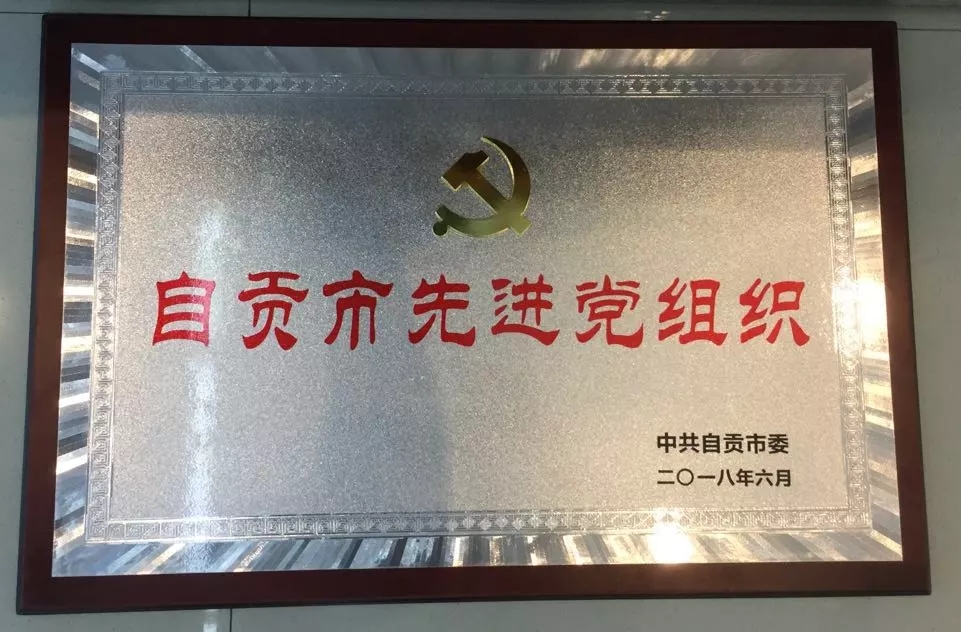 自贡市先进党组织
中共自贡市委
二〇一八年六月